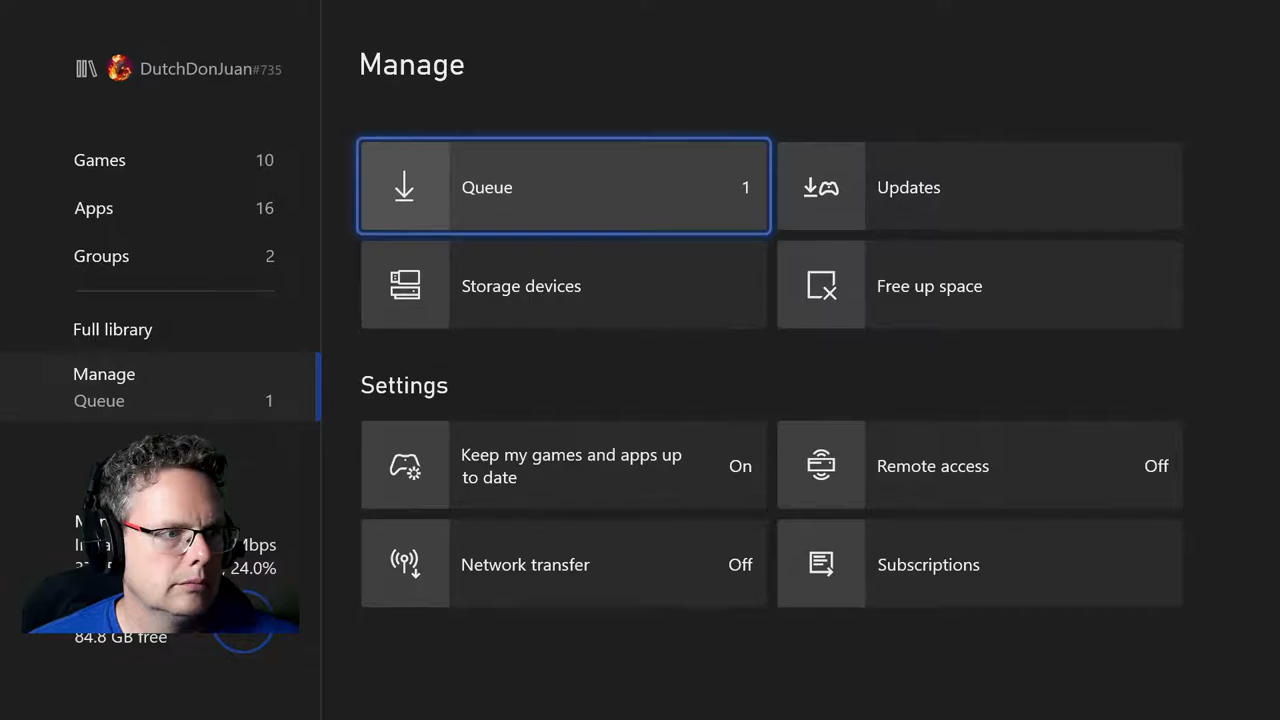 DutchDonJuan#735
Games 10
Apps 16
Groups 2
Full library
Manage
Queue 1
Mbps
24.0%
84.8 GB free
Manage
Queue 1
Updates
Storage devices
Free up space
Settings
Keep my games and apps up
to date
On
Remote access Off
Network transfer Off
Subscriptions